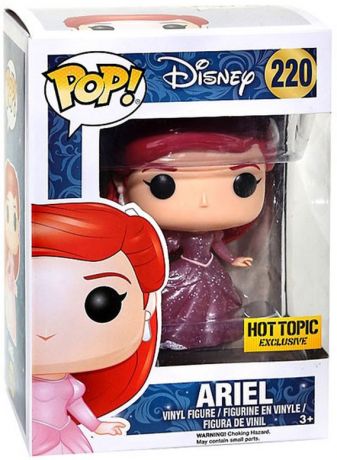 POP!
Disney
220
HOT TOPIC
EXCLUSIVE
ARIEL
VINYL FIGURE / FIGURINE EN VINYLE /
FIGURA DE VINIL
3+
WARNING! Choking Hazard.
May contain small parts.